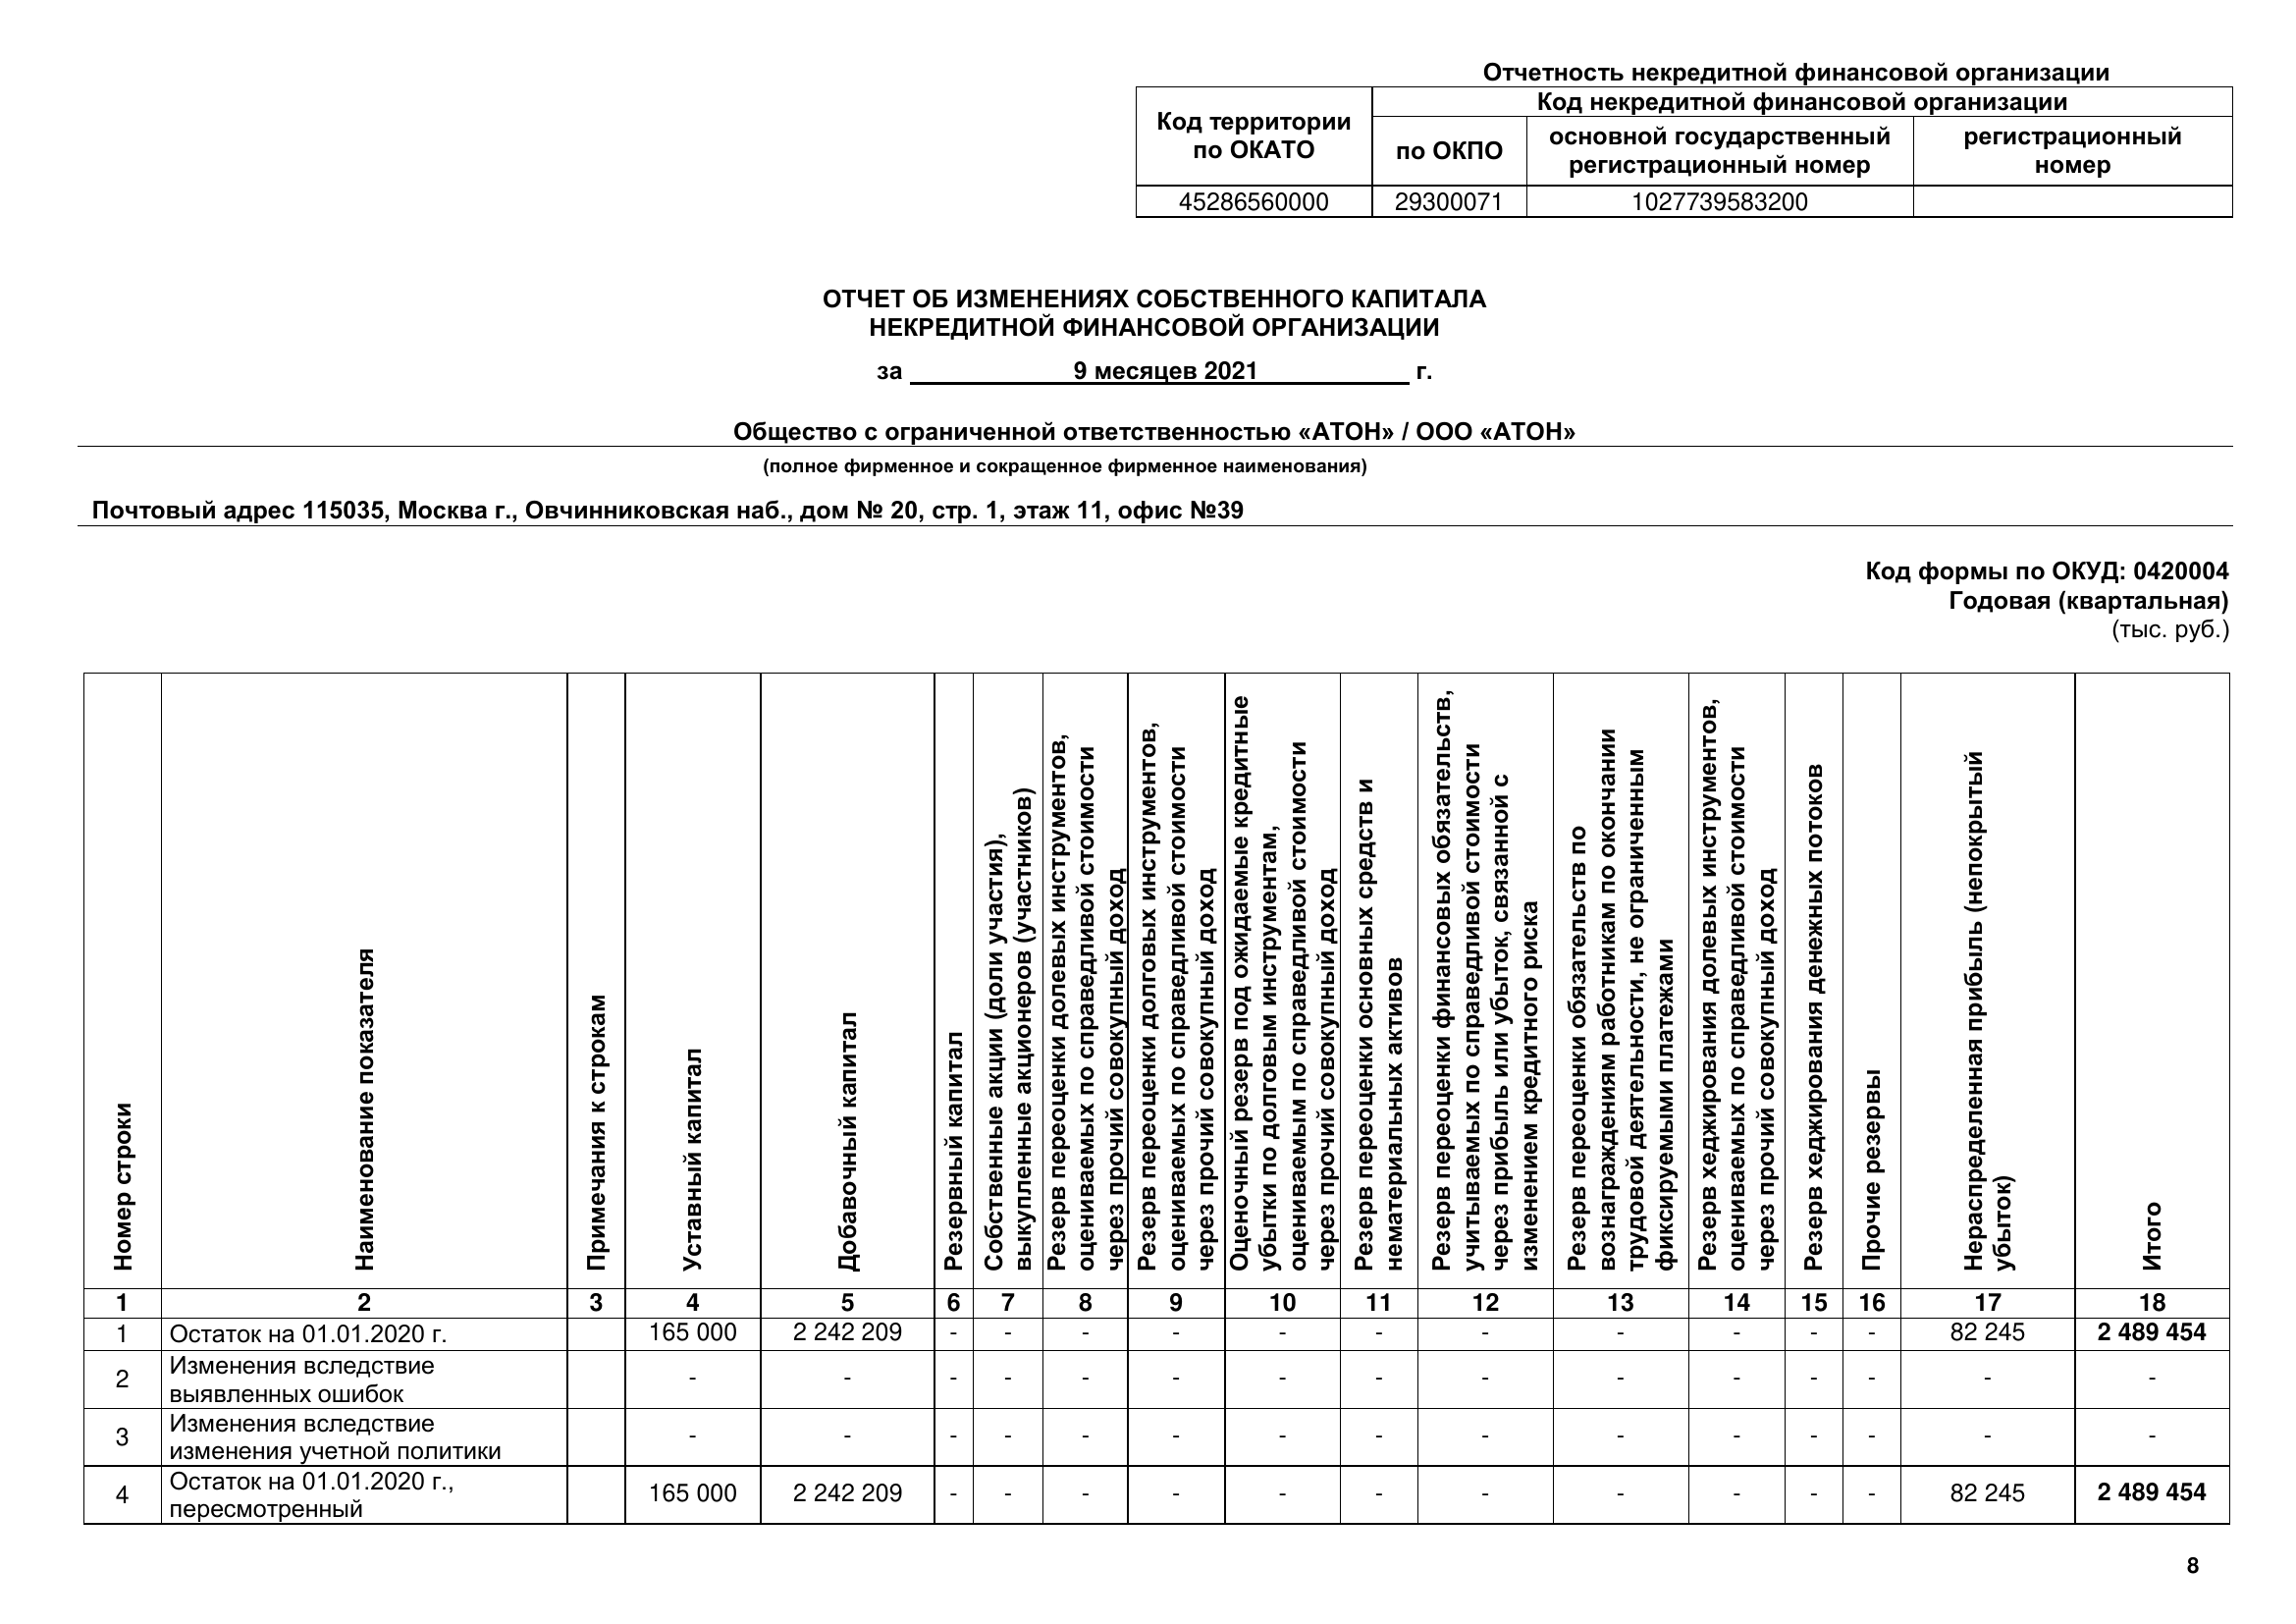 Отчетность некредитной финансовой организации
Код территории
по ОКАТО
Код некредитной финансовой организации
по ОКПО
основной государственный
регистрационный номер
регистрационный
номер
45286560000 29300071 1027739583200
ОТЧЕТ ОБ ИЗМЕНЕНИЯХ СОБСТВЕННОГО КАПИТАЛА
НЕКРЕДИТНОЙ ФИНАНСОВОЙ ОРГАНИЗАЦИИ
за 9 месяцев 2021 г.
Общество с ограниченной ответственностью «АТОН» / ООО «АТОН»
(полное фирменное и сокращенное фирменное наименования)
Почтовый адрес 115035, Москва г., Овчинниковская наб., дом № 20, стр. 1, этаж 11, офис №39
Код формы по ОКУД: 0420004
Годовая (квартальная)
(тыс. руб.)
Номер строки
Наименование показателя
Примечания к строкам
Уставный капитал
Добавочный капитал
Резервный капитал
Собственные акции (доли участия),
выкупленные акционеров (участников)
Резерв переоценки долевых инструментов,
оцениваемых по справедливой стоимости
через прочий совокупный доход
Резерв переоценки долговых инструментов,
оцениваемых по справедливой стоимости
через прочий совокупный доход
Оценочный резерв под ожидаемые кредитные
убытки по долговым инструментам,
оцениваемым по справедливой стоимости
через прочий совокупный доход
Резерв переоценки основных средств и
нематериальных активов
Резерв переоценки финансовых обязательств,
учитываемых по справедливой стоимости
через прибыль или убыток, связанной с
изменением кредитного риска
Резерв переоценки обязательств по
вознаграждениям работникам по окончании
трудовой деятельности, не ограниченным
фиксируемыми платежами
Резерв хеджирования долевых инструментов,
оцениваемых по справедливой стоимости
через прочий совокупный доход
Резерв хеджирования денежных потоков
Прочие резервы
Нераспределенная прибыль (непокрытый
убыток)
Итого
1 2 3 4 5 6 7 8 9 10 11 12 13 14 15 16 17 18
1 Остаток на 01.01.2020 г. 165 000 2 242 209 - - - - - - - - - - - 82 245 2 489 454
2 Изменения вследствие
выявленных ошибок - - - - - - - - - - - - - - -
3 Изменения вследствие
изменения учетной политики - - - - - - - - - - - - - - -
4 Остаток на 01.01.2020 г.,
пересмотренный 165 000 2 242 209 - - - - - - - - - - - 82 245 2 489 454
8